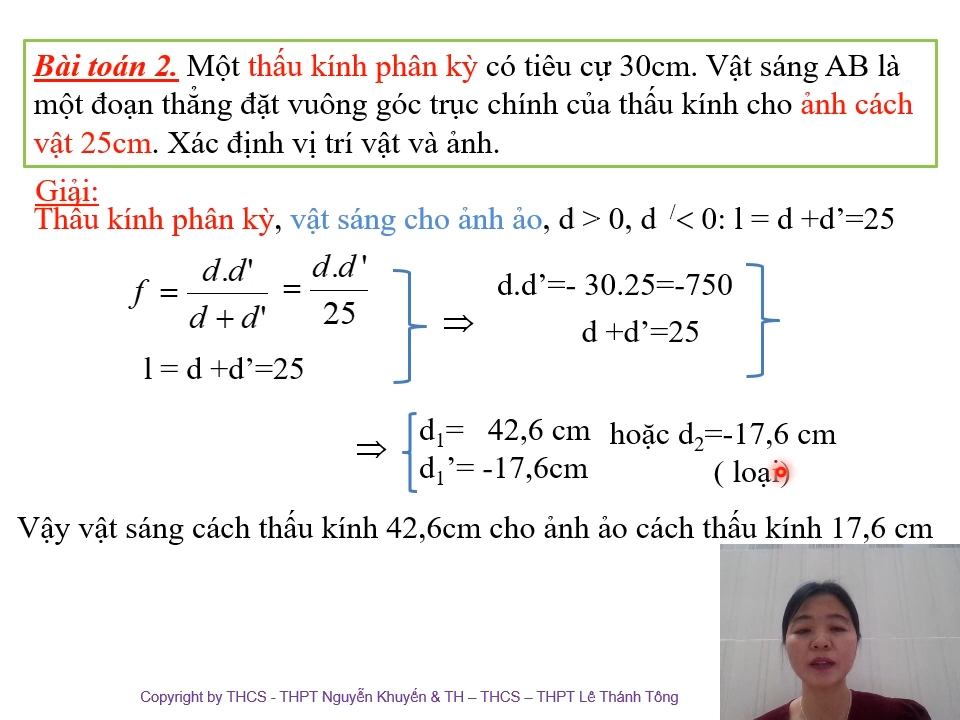 Bài toán 2. Một thấu kính phân kỳ có tiêu cự 30cm. Vật sáng AB là
một đoạn thẳng đặt vuông góc trục chính của thấu kính cho ảnh cách
vật 25cm. Xác định vị trí vật và ảnh.
Giải:
Thấu kính phân kỳ, vật sáng cho ảnh ảo, d > 0, d /< 0: l = d +d’=25
f = d.d' / (d + d') = d.d' / 25
l = d +d’=25
⇒
d.d’=- 30.25=-750
d +d’=25
⇒
d₁= 42,6 cm hoặc d₂=-17,6 cm
d₁’= -17,6cm ( loại)
Vậy vật sáng cách thấu kính 42,6cm cho ảnh ảo cách thấu kính 17,6 cm
Copyright by THCS - THPT Nguyễn Khuyến & TH – THCS – THPT Lê Thánh Tông